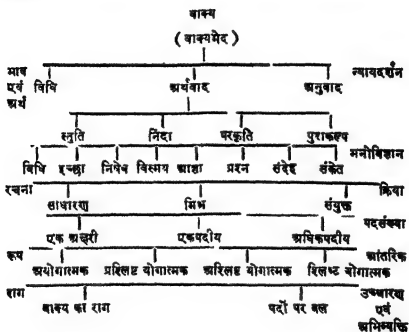 वाक्य
( वाक्यभेद )
भाव एवं अर्थ विधि अर्थवाद अनुवाद न्यायदर्शन
स्तुति निंदा परकृति पुराकल्प
मनोविज्ञान
विधि इच्छा निषेध विस्मय आज्ञा प्रश्न संदेह संकेत
रचना क्रिया
साधारण मिश्र संयुक्त
पदसंख्या
एक अक्षरी एकपदीय अधिकपदीय
रूप आंतरिक
अयोगात्मक प्रश्लिष्ट योगात्मक अश्लिष्ट योगात्मक श्लिष्ट योगात्मक
राग उच्चारण
वाक्य का राग पदों पर बल एवं
अभिव्यक्ति